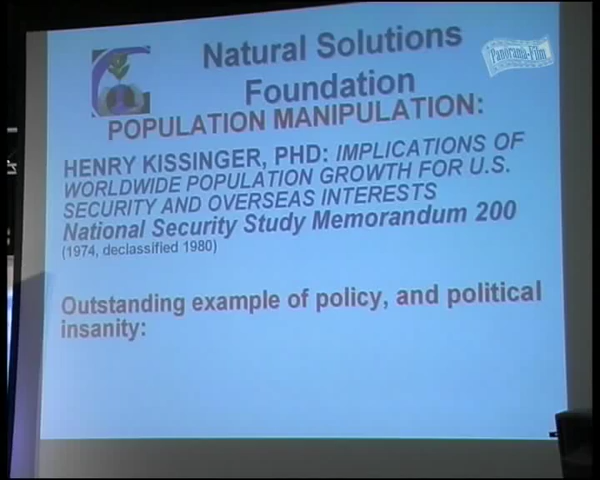 Natural Solutions
Foundation
Panorama-Film
POPULATION MANIPULATION:
HENRY KISSINGER, PHD: IMPLICATIONS OF
WORLDWIDE POPULATION GROWTH FOR U.S.
SECURITY AND OVERSEAS INTERESTS
National Security Study Memorandum 200
(1974, declassified 1980)
Outstanding example of policy, and political
insanity: